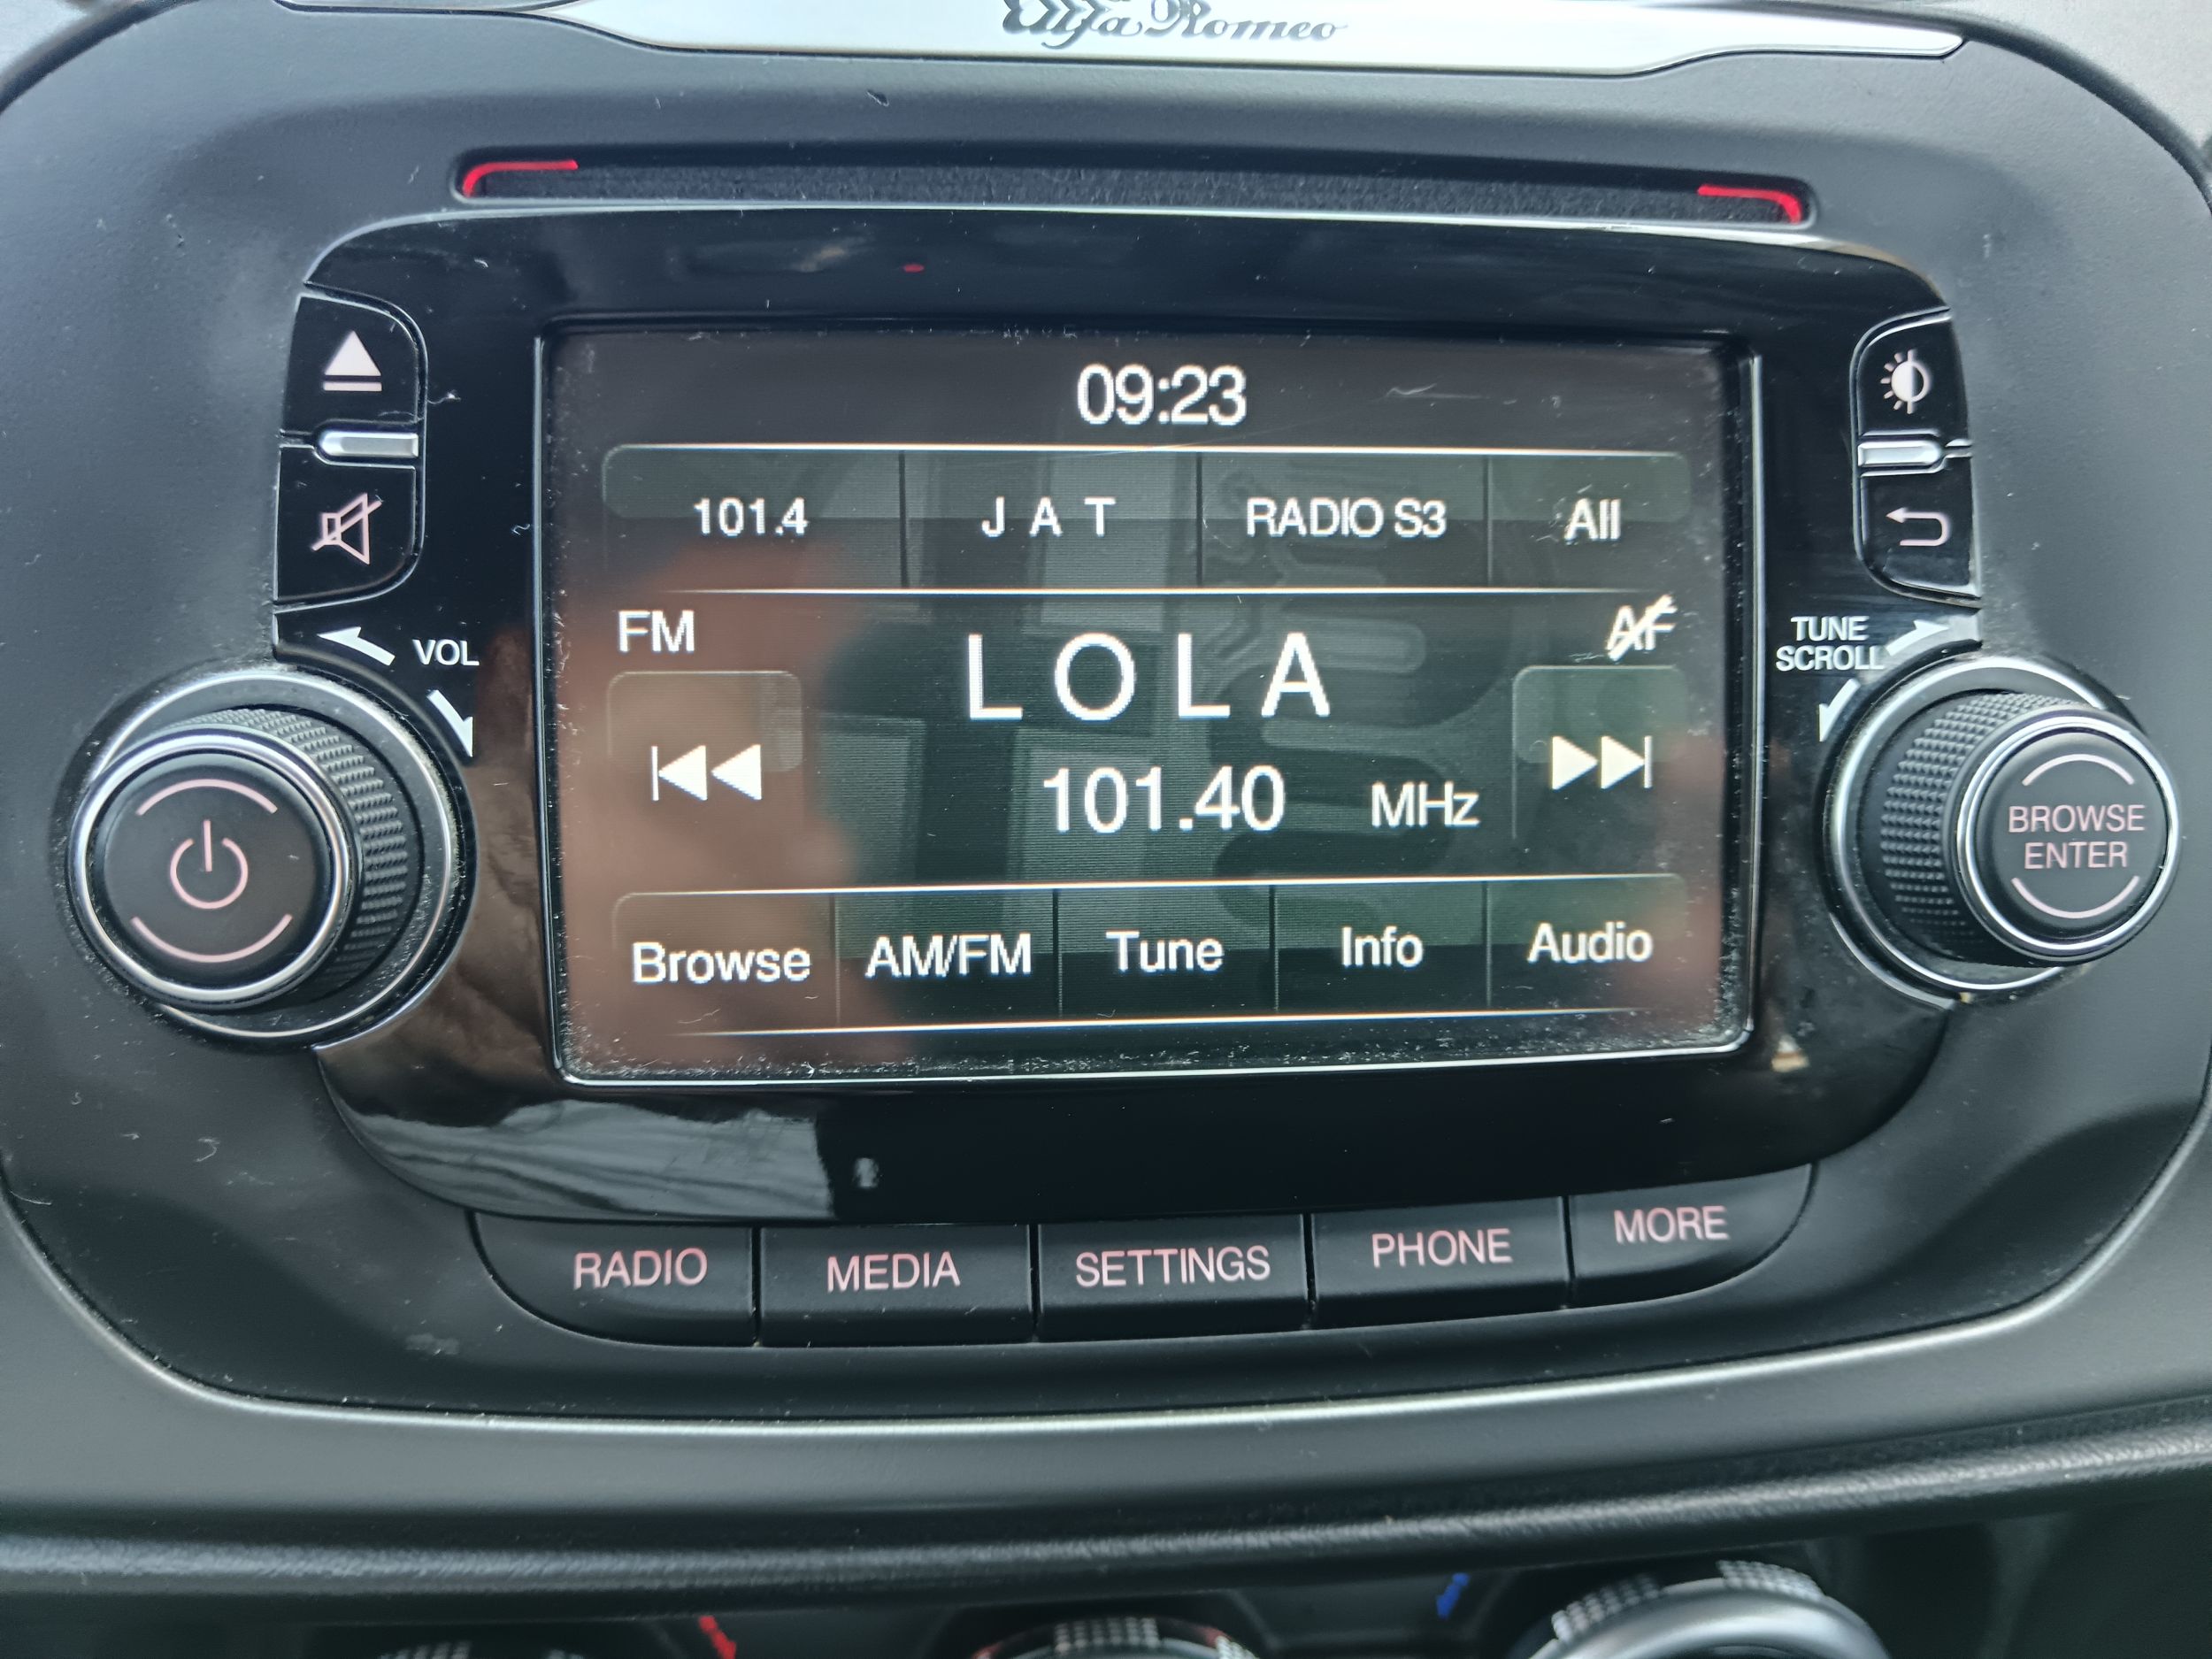 Alfa Romeo
09:23
101.4 J A T RADIO S3 All
FM AF
VOL
TUNE
SCROLL
L O L A
101.40 MHz
BROWSE
ENTER
Browse AM/FM Tune Info Audio
RADIO MEDIA SETTINGS PHONE MORE